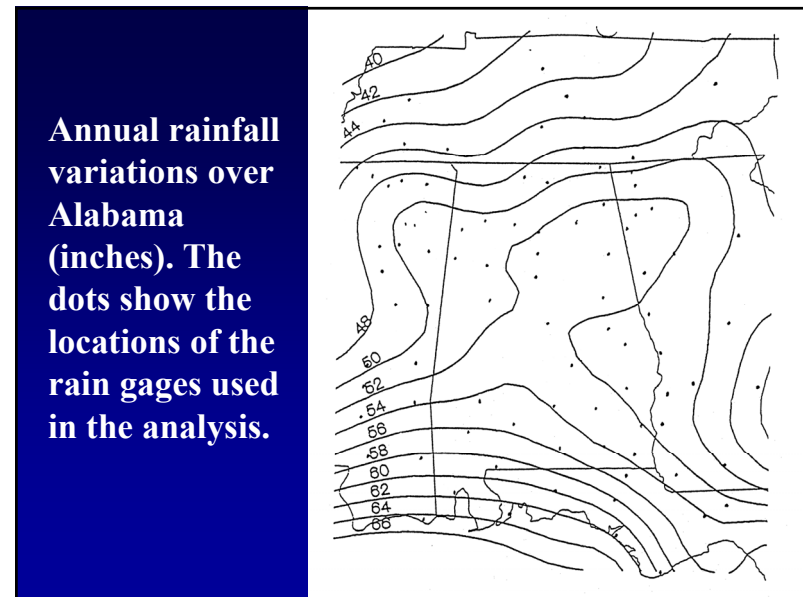 Annual rainfall
variations over
Alabama
(inches). The
dots show the
locations of the
rain gages used
in the analysis.
40
42
44
48
50
52
54
56
58
60
62
64
66